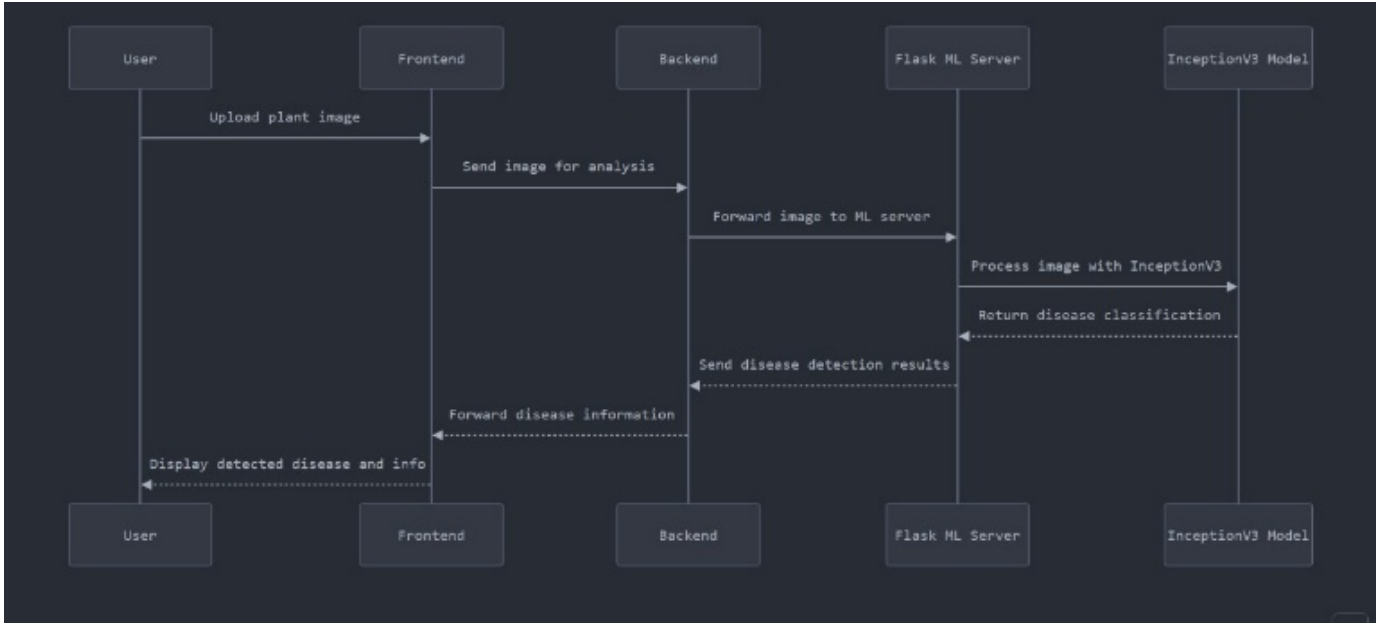 User Frontend Backend Flask ML Server InceptionV3 Model
Upload plant image
Send image for analysis
Forward image to ML server
Process image with InceptionV3
Return disease classification
Send disease detection results
Forward disease information
Display detected disease and info
User Frontend Backend Flask ML Server InceptionV3 Model